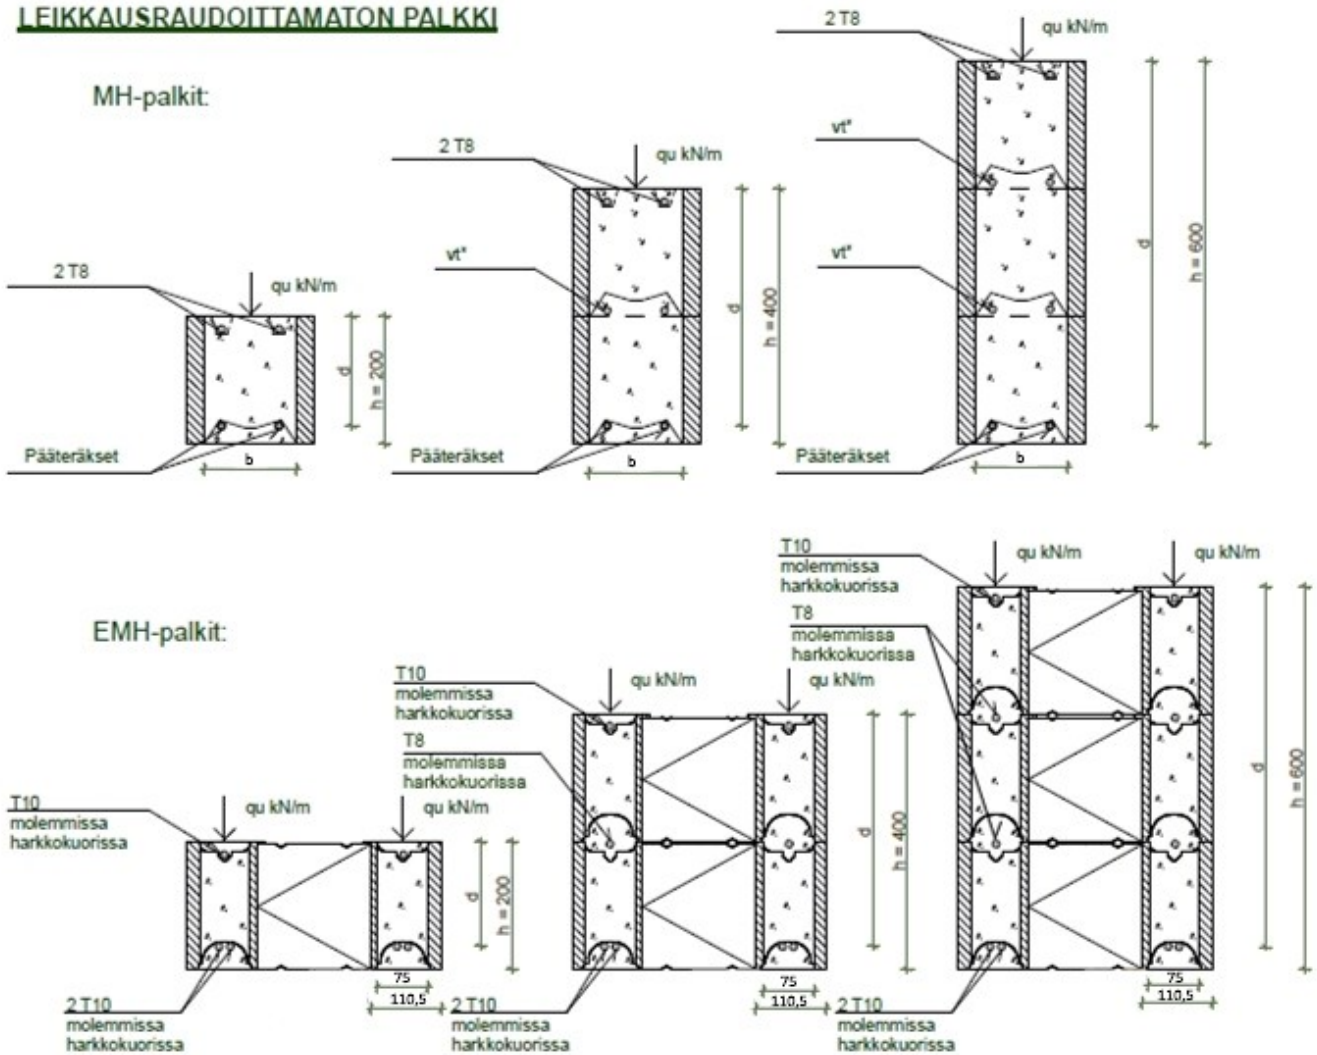 LEIKKAUSRAUDOITTAMATON PALKKI
MH-palkit:
2 T8
qu kN/m
d
h = 200
Pääteräkset
b
2 T8
qu kN/m
vt*
d
h = 400
Pääteräkset
b
2 T8
qu kN/m
vt*
vt*
d
h = 600
Pääteräkset
b
EMH-palkit:
T10
molemmissa
harkkokuorissa
qu kN/m
qu kN/m
d
h = 200
75
110,5
2 T10
molemmissa
harkkokuorissa
T10
molemmissa
harkkokuorissa
T8
molemmissa
harkkokuorissa
qu kN/m
qu kN/m
d
h = 400
75
110,5
2 T10
molemmissa
harkkokuorissa
T10
molemmissa
harkkokuorissa
T8
molemmissa
harkkokuorissa
qu kN/m
qu kN/m
d
h = 600
75
110,5
2 T10
molemmissa
harkkokuorissa